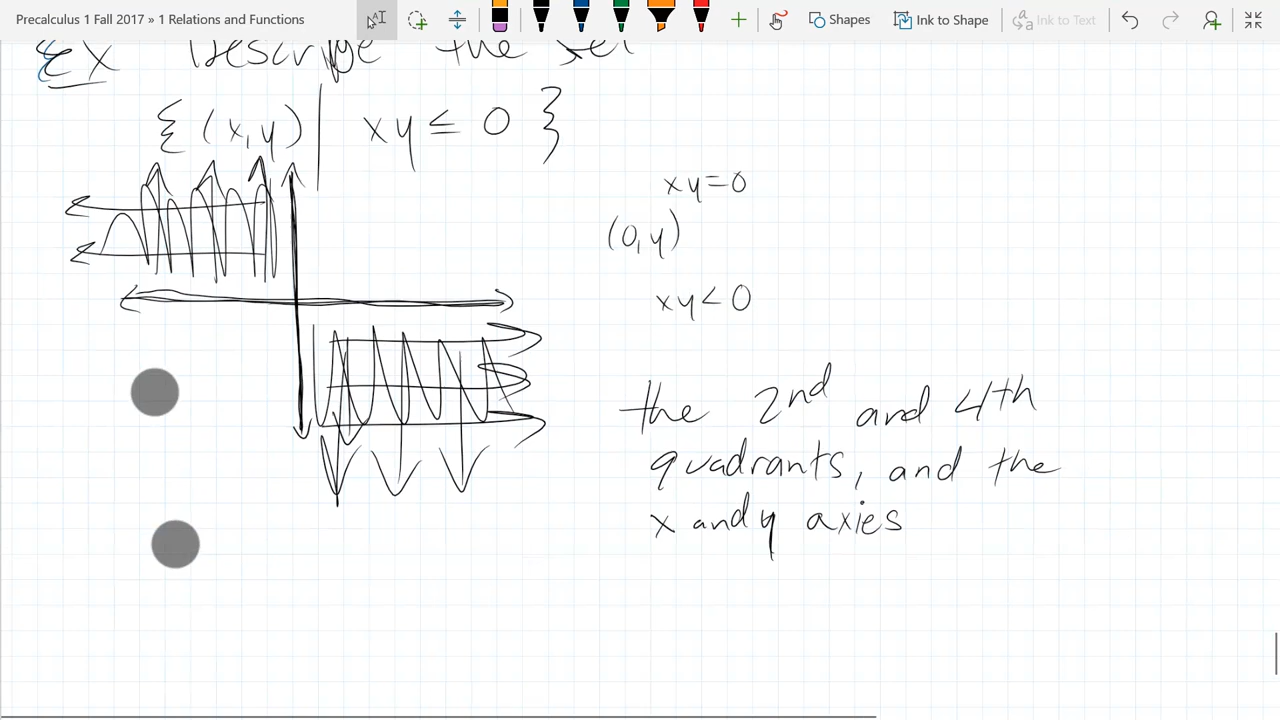 Precalculus 1 Fall 2017 » 1 Relations and Functions
Shapes
Ink to Shape
Ink to Text
Ex Describe the set
{ (x,y) | xy ≤ 0 }
xy=0
(0,y)
xy<0
the 2nd and 4th
quadrants, and the
x and y axies